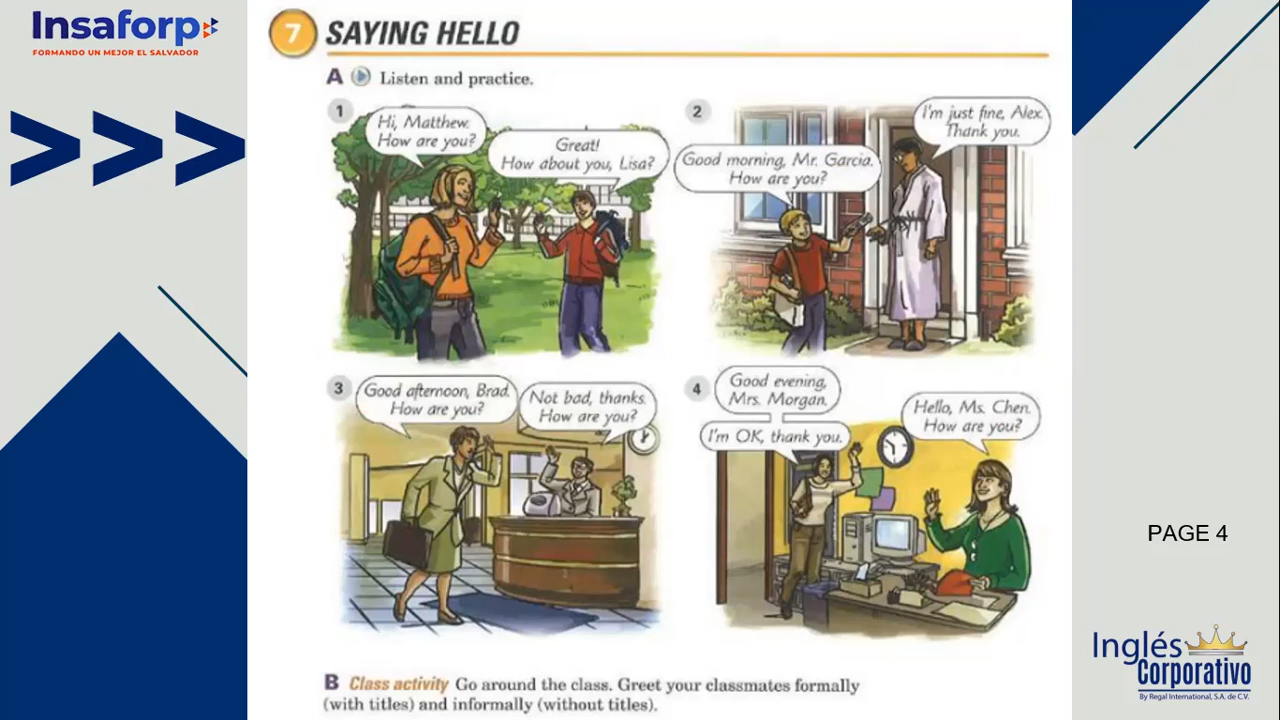 Insaforp
FORMANDO UN MEJOR EL SALVADOR
7 SAYING HELLO
A Listen and practice.
1
Hi, Matthew.
How are you?
Great!
How about you, Lisa?
2
Good morning, Mr. Garcia.
How are you?
I'm just fine, Alex.
Thank you.
3
Good afternoon, Brad.
How are you?
Not bad, thanks.
How are you?
4
Good evening,
Mrs. Morgan.
I'm OK, thank you.
Hello, Ms. Chen.
How are you?
B Class activity Go around the class. Greet your classmates formally
(with titles) and informally (without titles).
PAGE 4
Inglés
Corporativo
By Regal International, S.A. de C.V.